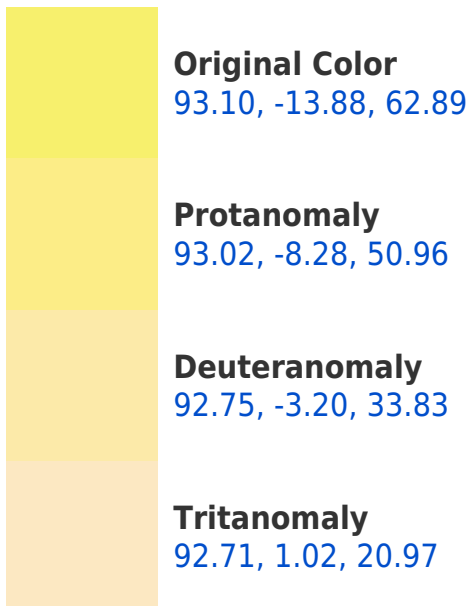 Original Color
93.10, -13.88, 62.89
Protanomaly
93.02, -8.28, 50.96
Deuteranomaly
92.75, -3.20, 33.83
Tritanomaly
92.71, 1.02, 20.97